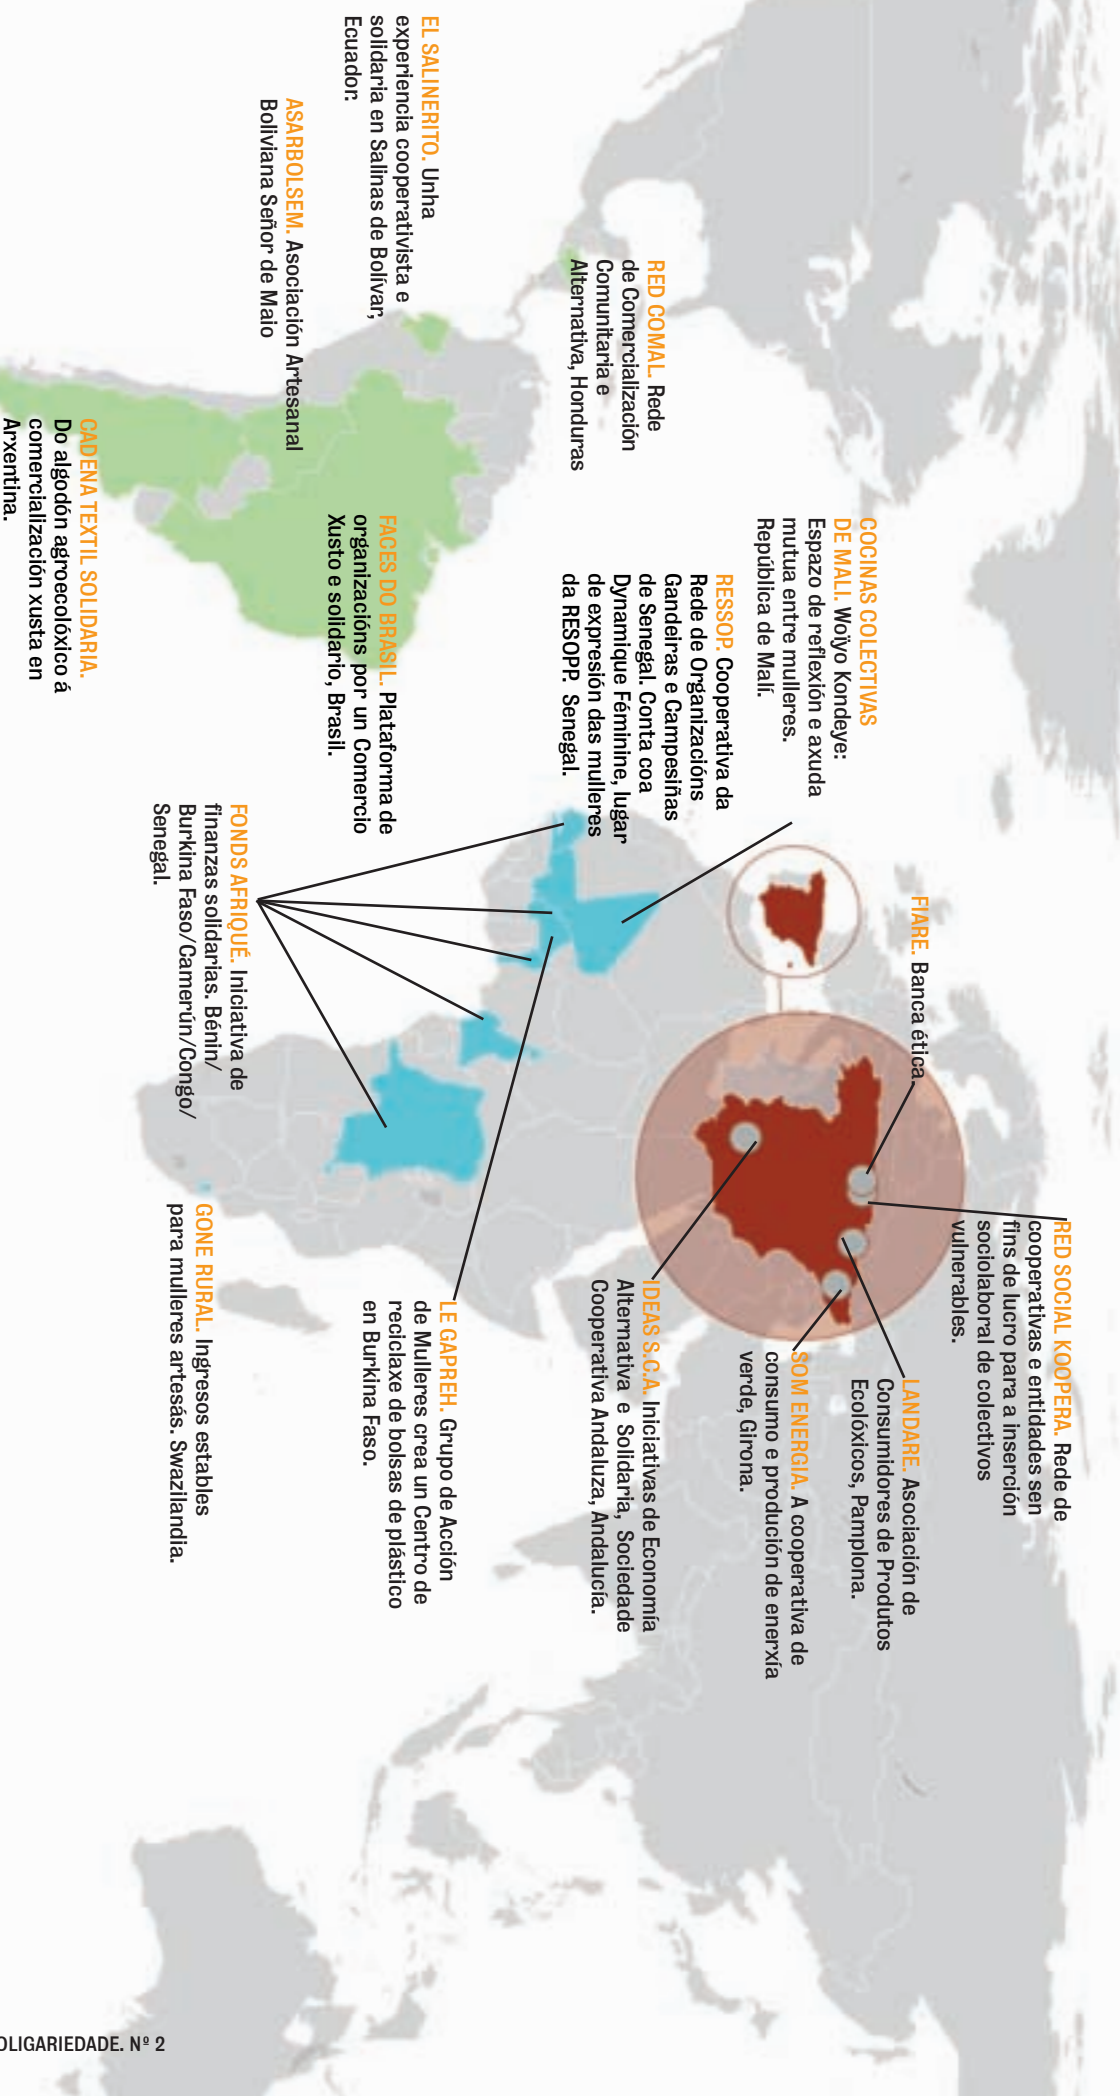 EL SALINERITO. Unha
experiencia cooperativista e
solidaria en Salinas de Bolívar,
Ecuador.
ASARBOLSEM. Asociación Artesanal
Boliviana Señor de Maio
RED COMAL. Rede
de Comercialización
Comunitaria e
Alternativa, Honduras
CADENA TEXTIL SOLIDARIA.
Do algodón agroecolóxico á
comercialización xusta en
Arxentina.
FACES DO BRASIL. Plataforma de
organizacións por un Comercio
Xusto e solidario, Brasil.
COCINAS COLECTIVAS
DE MALI. Woïyo Kondeye:
Espazo de reflexión e axuda
mutua entre mulleres.
República de Malí.
RESSOP. Cooperativa da
Rede de Organizacións
Gandeiras e Campesiñas
de Senegal. Conta coa
Dynamique Féminine, lugar
de expresión das mulleres
da RESOPP. Senegal.
FONDS AFRIQUÉ. Iniciativa de
finanzas solidarias. Bénin/
Burkina Faso/Camerún/Congo/
Senegal.
FIARE. Banca ética.
RED SOCIAL KOOPERA. Rede de
cooperativas e entidades sen
fins de lucro para a inserción
sociolaboral de colectivos
vulnerables.
LANDARE. Asociación de
Consumidores de Produtos
Ecolóxicos, Pamplona.
SOM ENERGIA. A cooperativa de
consumo e produción de enerxía
verde, Girona.
IDEAS S.C.A. Iniciativas de Economía
Alternativa e Solidaria, Sociedade
Cooperativa Andaluza, Andalucía.
LE GAPREH. Grupo de Acción
de Mulleres crea un Centro de
reciclaxe de bolsas de plástico
en Burkina Faso.
GONE RURAL. Ingresos estables
para mulleres artesás. Swazilandia.
OLIGARIEDADE. Nº 2